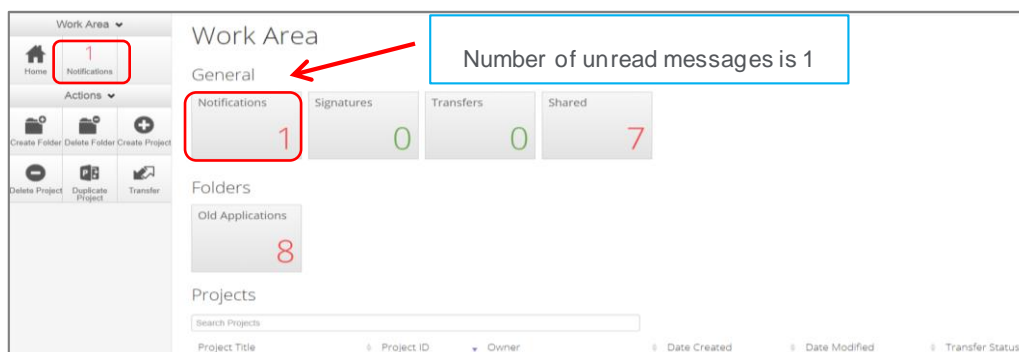 Work Area
Home
1
Notifications
Actions
Create Folder
Delete Folder
Create Project
Delete Project
Duplicate
Project
Transfer
Work Area
Number of unread messages is 1
General
Notifications
1
Signatures
0
Transfers
0
Shared
7
Folders
Old Applications
8
Projects
Search Projects
Project Title
Project ID
Owner
Date Created
Date Modified
Transfer Status